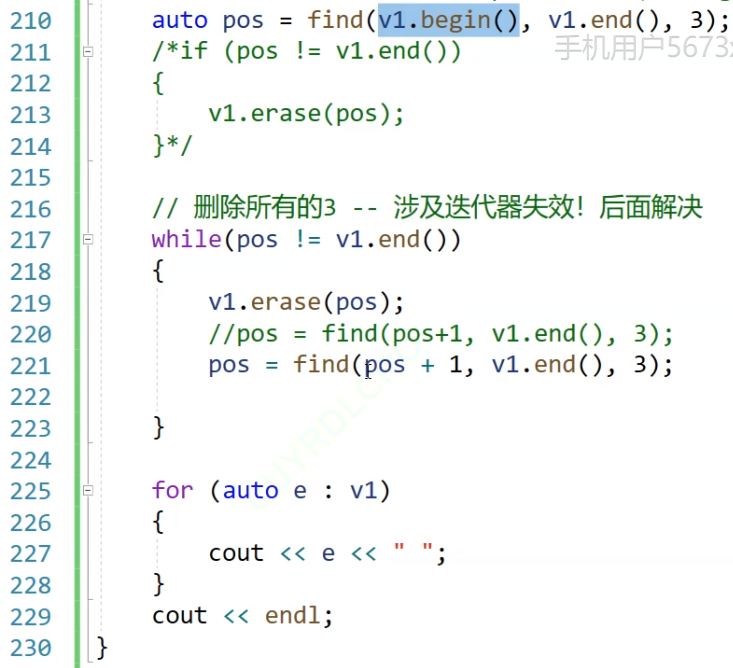 210 auto pos = find(v1.begin(), v1.end(), 3);
211 /*if (pos != v1.end())
手机用户5673
212 {
213 v1.erase(pos);
214 }*/
215
216 // 删除所有的3 -- 涉及迭代器失效！后面解决
217 while(pos != v1.end())
218 {
219 v1.erase(pos);
220 //pos = find(pos+1, v1.end(), 3);
221 pos = find(pos + 1, v1.end(), 3);
222
223 }
224
225 for (auto e : v1)
226 {
227 cout << e << " ";
228 }
229 cout << endl;
230 }